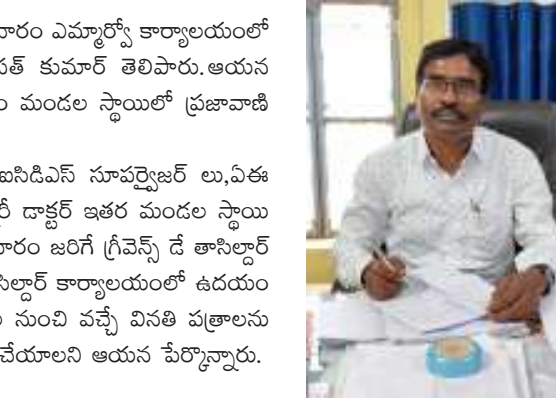 ఎమ్మార్వో కార్యాలయంలో
కుమార్ తెలిపారు.ఆయన
మండల స్థాయిలో ప్రజావాణి
ఐసిడిఎస్ సూపర్వైజర్ లు,ఏఈ
డాక్టర్ ఇతర మండల స్థాయి
జరిగే గ్రీవెన్స్ డే తాసిల్దార్
కార్యాలయంలో ఉదయం
నుంచి వచ్చే వినతి పత్రాలను
చేయాలని ఆయన పేర్కొన్నారు.